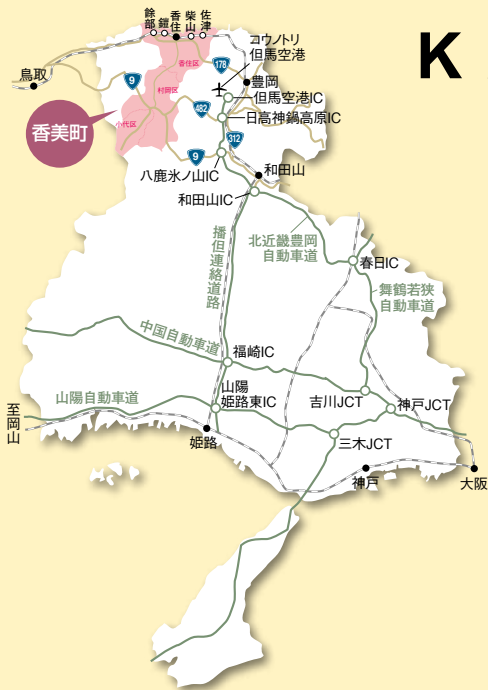 K
餘部
鎧
香住
柴山
佐津
コウノトリ
但馬空港
鳥取
9
178
香住区
豊岡
村岡区
但馬空港IC
482
日高神鍋高原IC
香美町
小代区
312
9
八鹿氷ノ山IC
和田山
和田山IC
播但連絡道路
北近畿豊岡
自動車道
春日IC
舞鶴若狭
自動車道
中国自動車道
福崎IC
山陽自動車道
山陽
姫路東IC
吉川JCT
神戸JCT
至岡山
姫路
三木JCT
神戸
大阪